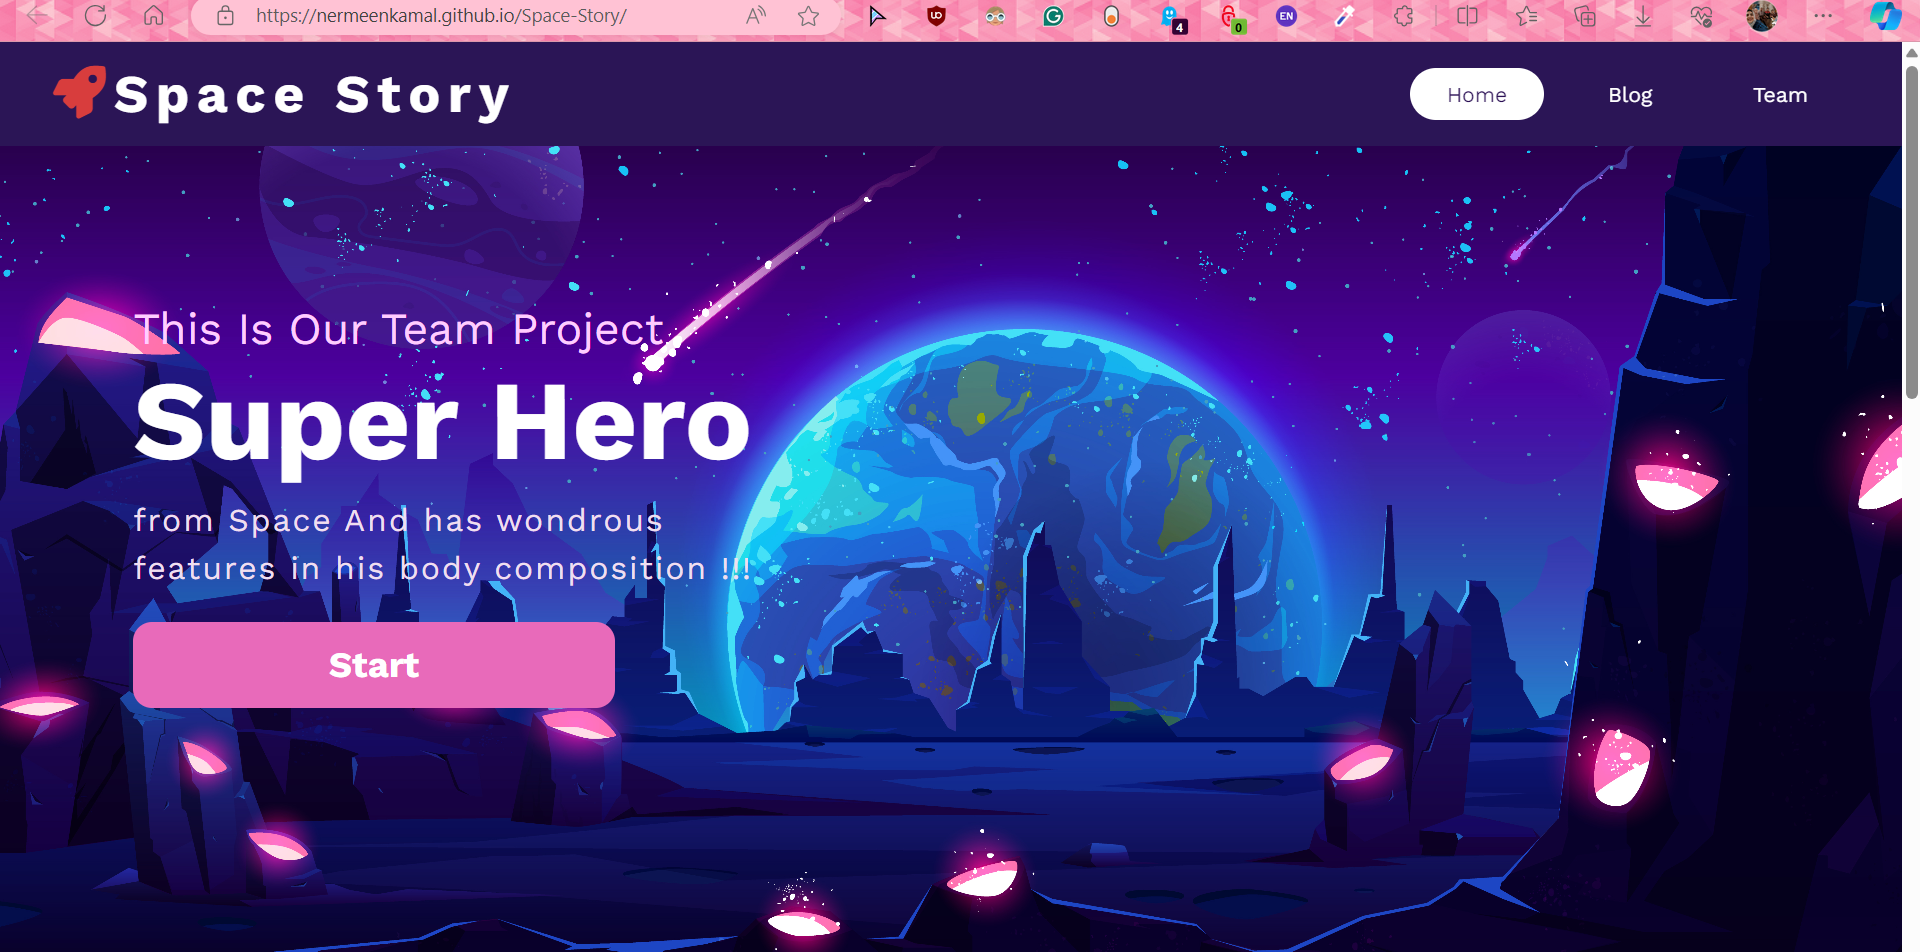 https://nermeenkamal.github.io/Space-Story/
4
0
EN
Space Story
Home
Blog
Team
This Is Our Team Project
Super Hero
from Space And has wondrous
features in his body composition !!!
Start